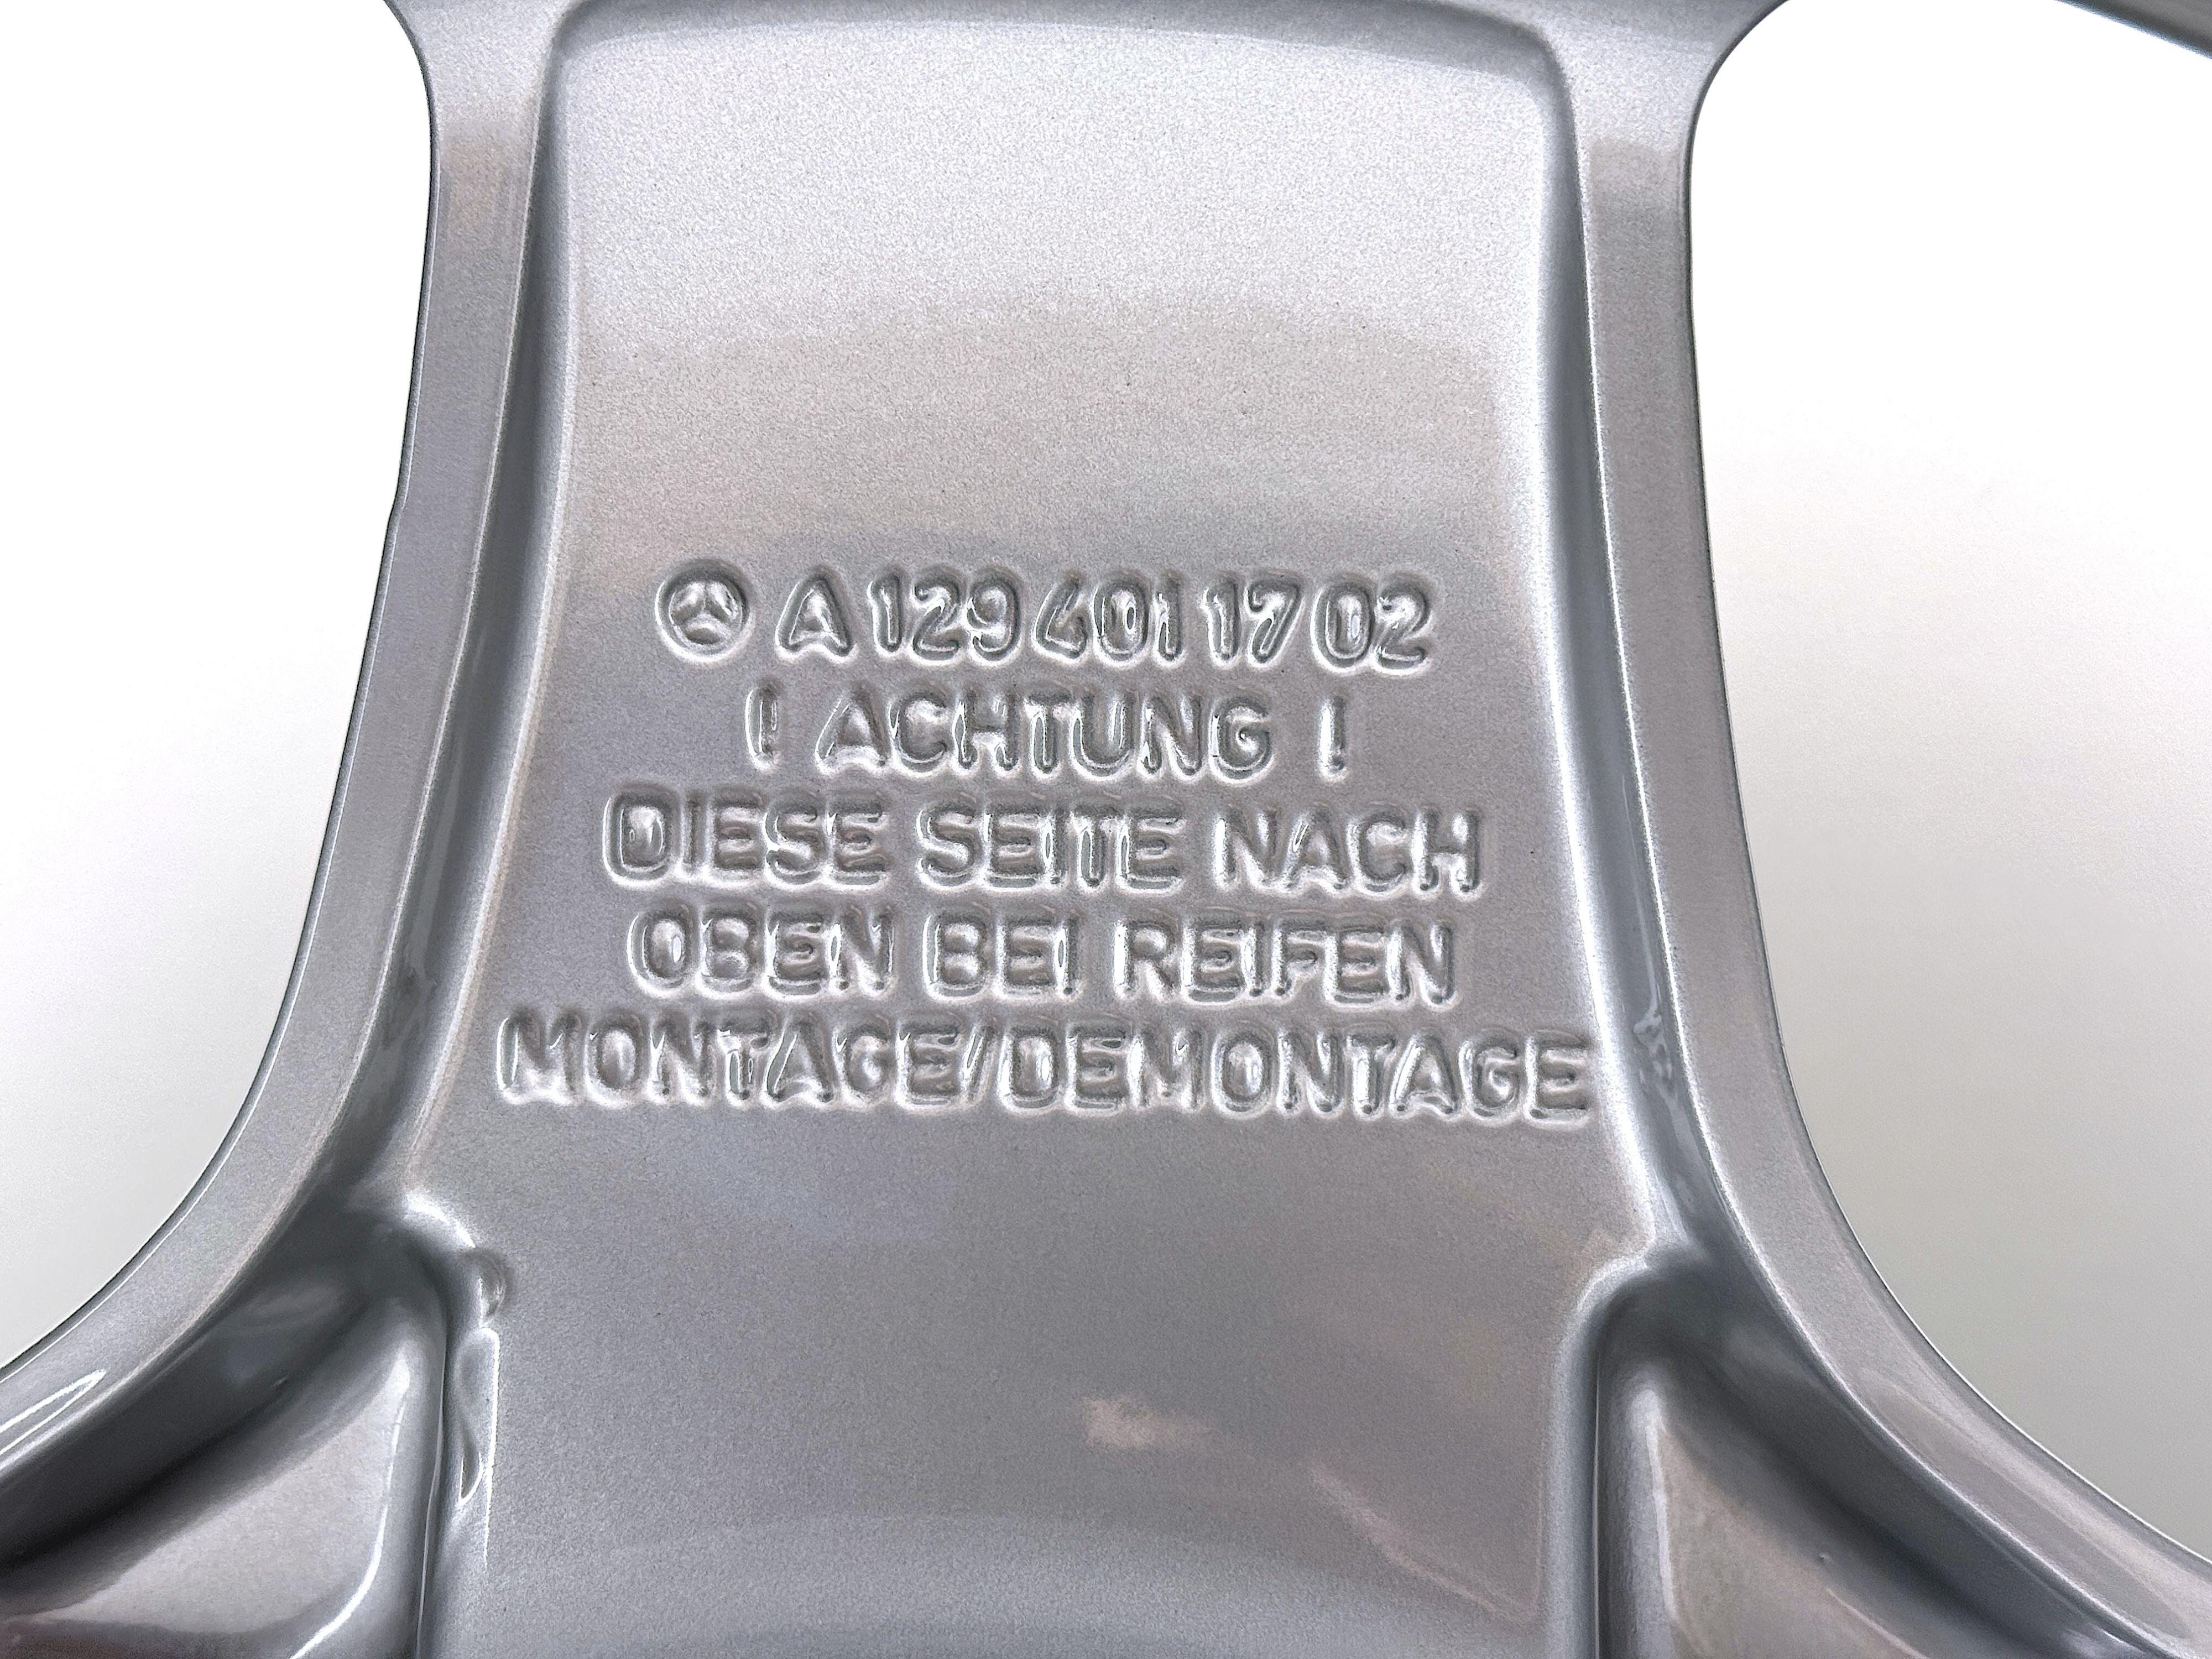 A 129 401 17 02
! ACHTUNG !
DIESE SEITE NACH
OBEN BEI REIFEN
MONTAGE/DEMONTAGE